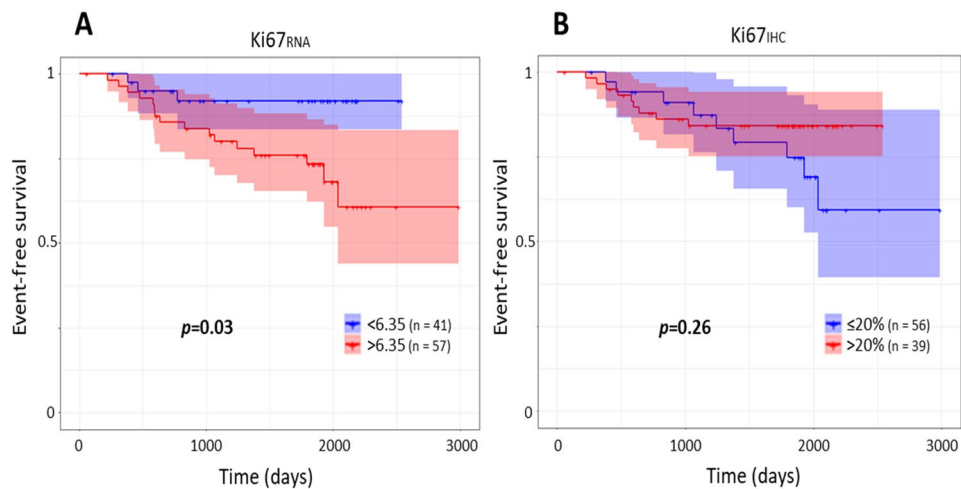 A
Ki67RNA
Event-free survival
1
0.5
0
p=0.03
<6.35 (n = 41)
>6.35 (n = 57)
0
1000
2000
3000
Time (days)
B
Ki67IHC
Event-free survival
1
0.5
0
p=0.26
≤20% (n = 56)
>20% (n = 39)
0
1000
2000
3000
Time (days)